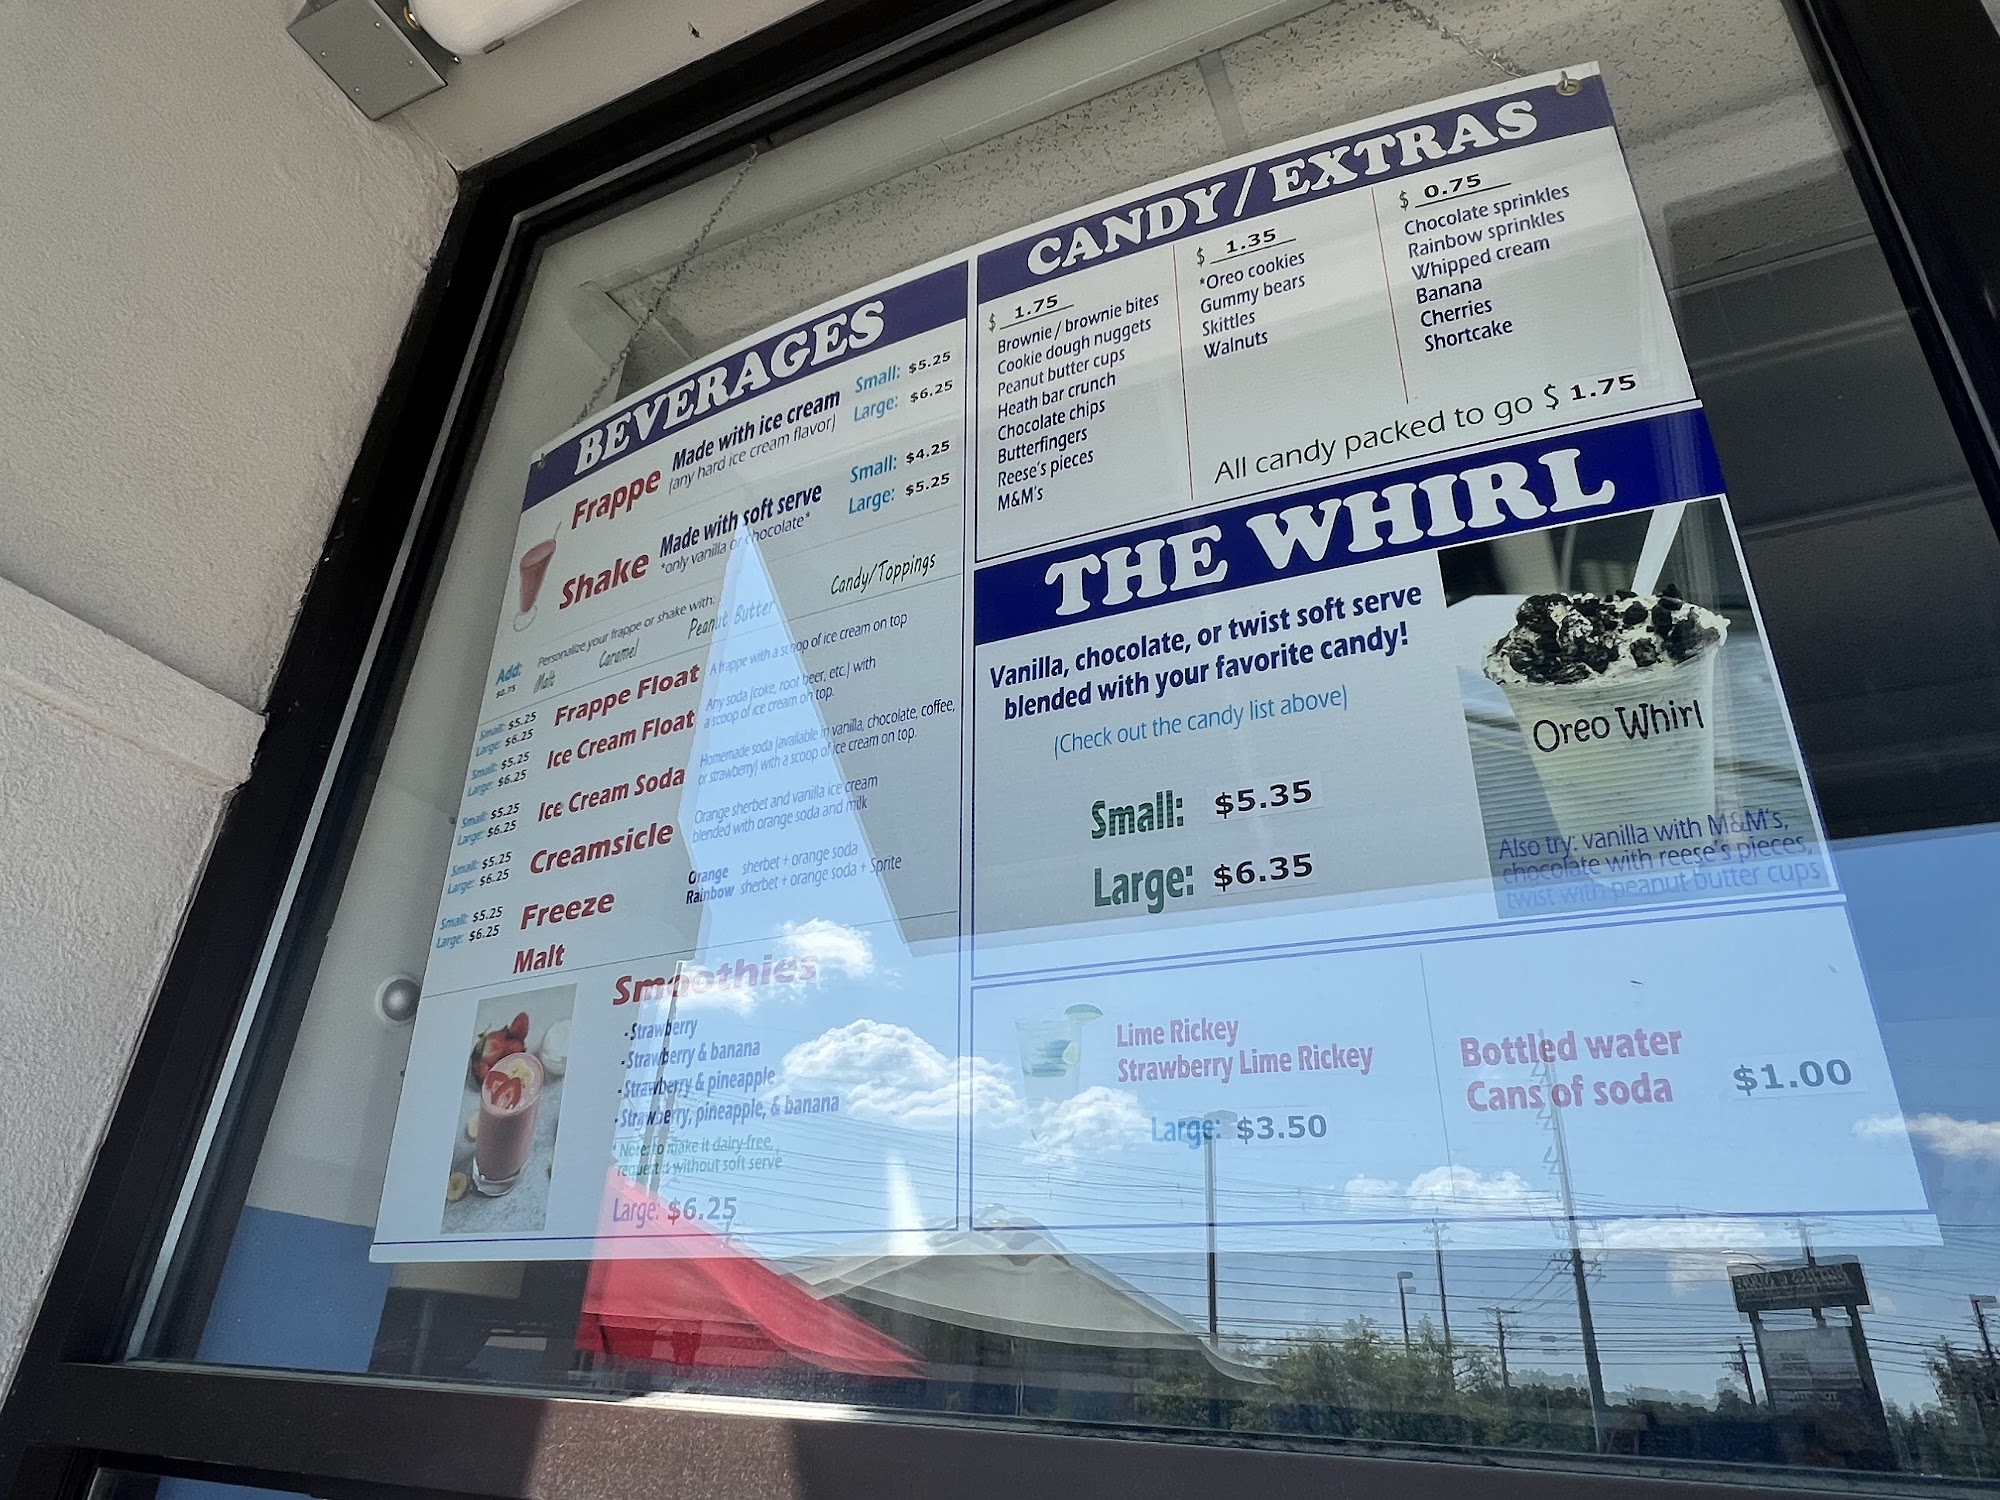 BEVERAGES
Frappe
Made with ice cream
(any hard ice cream flavor)
Small: $5.25
Large: $6.25
Shake
Made with soft serve
*only vanilla or chocolate*
Small: $4.25
Large: $5.25
Personalize your frappe or shake with:
Add:
$0.75
Malt
Caramel
Peanut Butter
Candy/Toppings
Small: $5.25
Large: $6.25
Frappe Float
A frappe with a scoop of ice cream on top
Small: $5.25
Large: $6.25
Ice Cream Float
Any soda (coke, root beer, etc.) with
a scoop of ice cream on top.
Small: $5.25
Large: $6.25
Ice Cream Soda
Homemade soda (available in vanilla, chocolate, coffee,
or strawberry) with a scoop of ice cream on top.
Small: $5.25
Large: $6.25
Creamsicle
Orange sherbet and vanilla ice cream
blended with orange soda and milk
Small: $5.25
Large: $6.25
Freeze
Orange sherbet + orange soda
Rainbow sherbet + orange soda + Sprite
Malt
Smoothies
- Strawberry
- Strawberry & banana
- Strawberry & pineapple
- Strawberry, pineapple, & banana
Note: to make it dairy-free,
request without soft serve
Large: $6.25
CANDY/EXTRAS
$ 1.75
Brownie / brownie bites
Cookie dough nuggets
Peanut butter cups
Heath bar crunch
Chocolate chips
Butterfingers
Reese's pieces
M&M's
$ 1.35
*Oreo cookies
Gummy bears
Skittles
Walnuts
$ 0.75
Chocolate sprinkles
Rainbow sprinkles
Whipped cream
Banana
Cherries
Shortcake
All candy packed to go $ 1.75
THE WHIRL
Vanilla, chocolate, or twist soft serve
blended with your favorite candy!
(Check out the candy list above)
Small: $5.35
Large: $6.35
Oreo Whirl
Also try: vanilla with M&M's,
chocolate with reese's pieces,
twist with peanut butter cups
Lime Rickey
Strawberry Lime Rickey
Large: $3.50
Bottled water
Cans of soda
$1.00